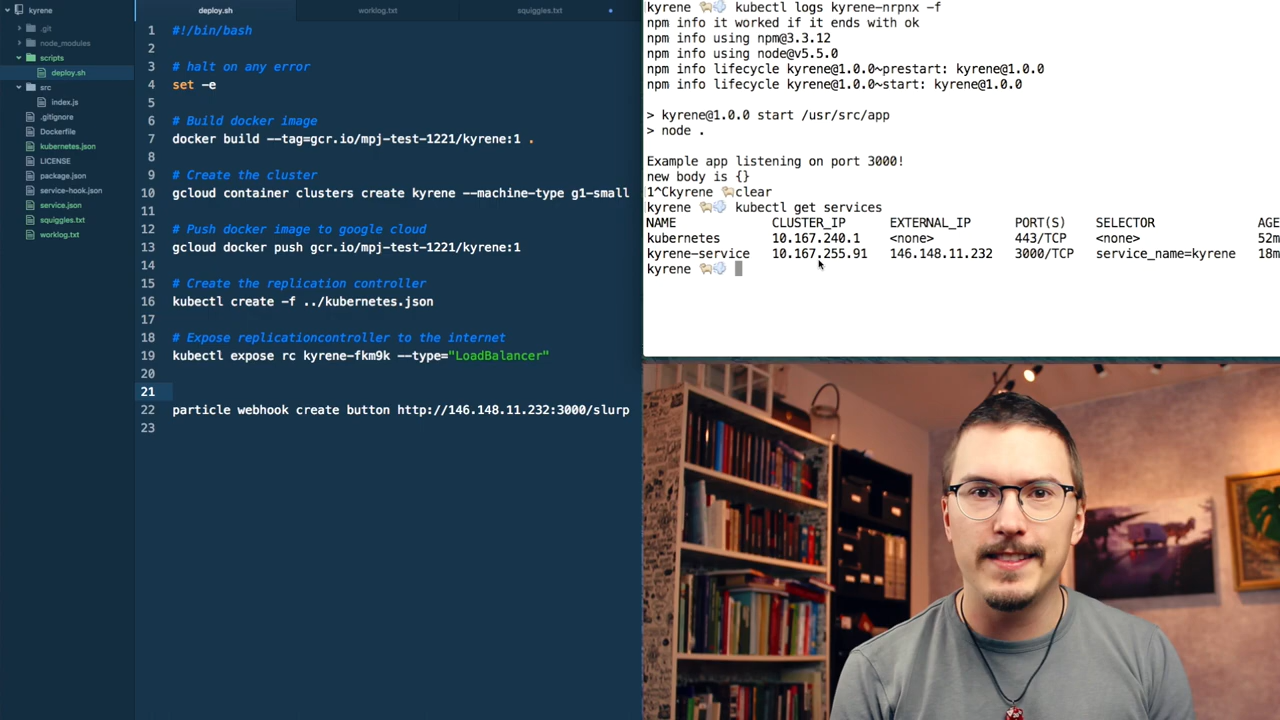 kyrene
.git
node_modules
scripts
deploy.sh
src
index.js
.gitignore
Dockerfile
kubernetes.json
LICENSE
package.json
service-hook.json
service.json
squiggles.txt
worklog.txt
deploy.sh
worklog.txt
squiggles.txt
1 #!/bin/bash
2
3 # halt on any error
4 set -e
5
6 # Build docker image
7 docker build --tag=gcr.io/mpj-test-1221/kyrene:1 .
8
9 # Create the cluster
10 gcloud container clusters create kyrene --machine-type g1-small
11
12 # Push docker image to google cloud
13 gcloud docker push gcr.io/mpj-test-1221/kyrene:1
14
15 # Create the replication controller
16 kubectl create -f ../kubernetes.json
17
18 # Expose replicationcontroller to the internet
19 kubectl expose rc kyrene-fkm9k --type="LoadBalancer"
20
21
22 particle webhook create button http://146.148.11.232:3000/slurp
23
kyrene 🐏💨 kubectl logs kyrene-nrpnx -f
npm info it worked if it ends with ok
npm info using npm@3.3.12
npm info using node@v5.5.0
npm info lifecycle kyrene@1.0.0~prestart: kyrene@1.0.0
npm info lifecycle kyrene@1.0.0~start: kyrene@1.0.0
> kyrene@1.0.0 start /usr/src/app
> node .
Example app listening on port 3000!
new body is {}
1^Ckyrene 🐏clear
kyrene 🐏💨 kubectl get services
NAME CLUSTER_IP EXTERNAL_IP PORT(S) SELECTOR AGE
kubernetes 10.167.240.1 <none> 443/TCP <none> 52m
kyrene-service 10.167.255.91 146.148.11.232 3000/TCP service_name=kyrene 18m
kyrene 🐏💨